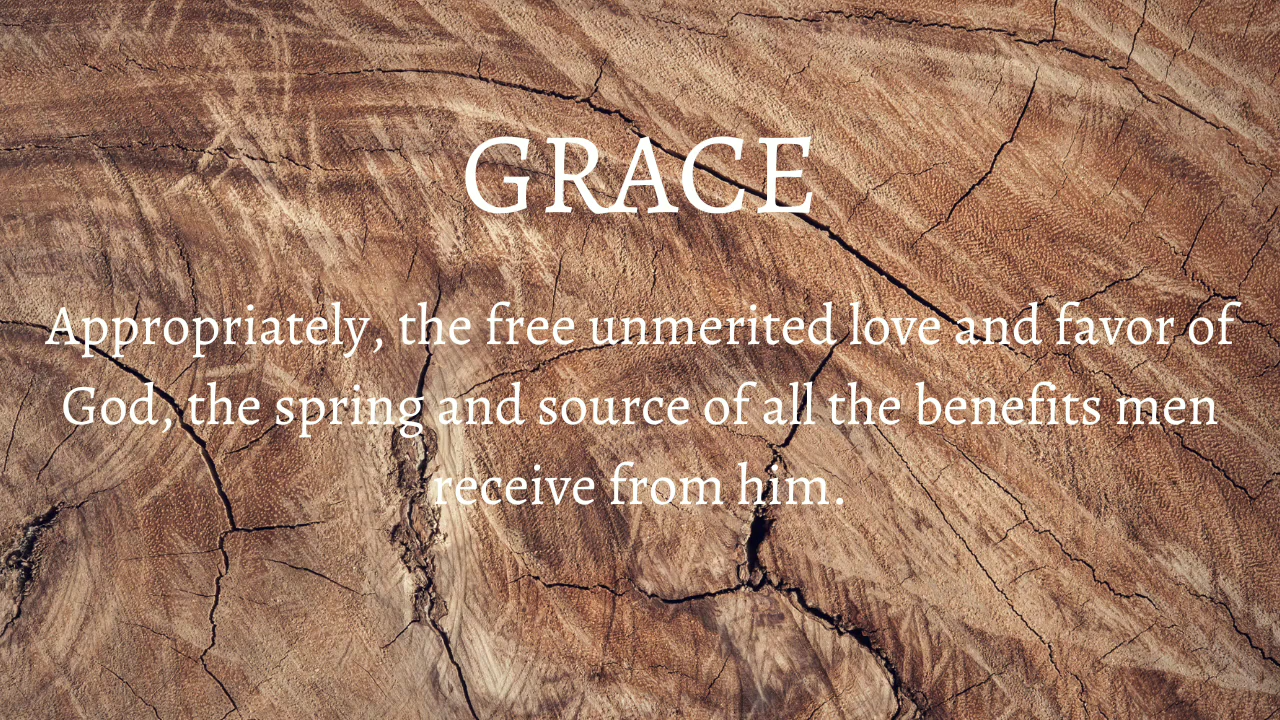 GRACE
Appropriately, the free unmerited love and favor of
God, the spring and source of all the benefits men
receive from him.